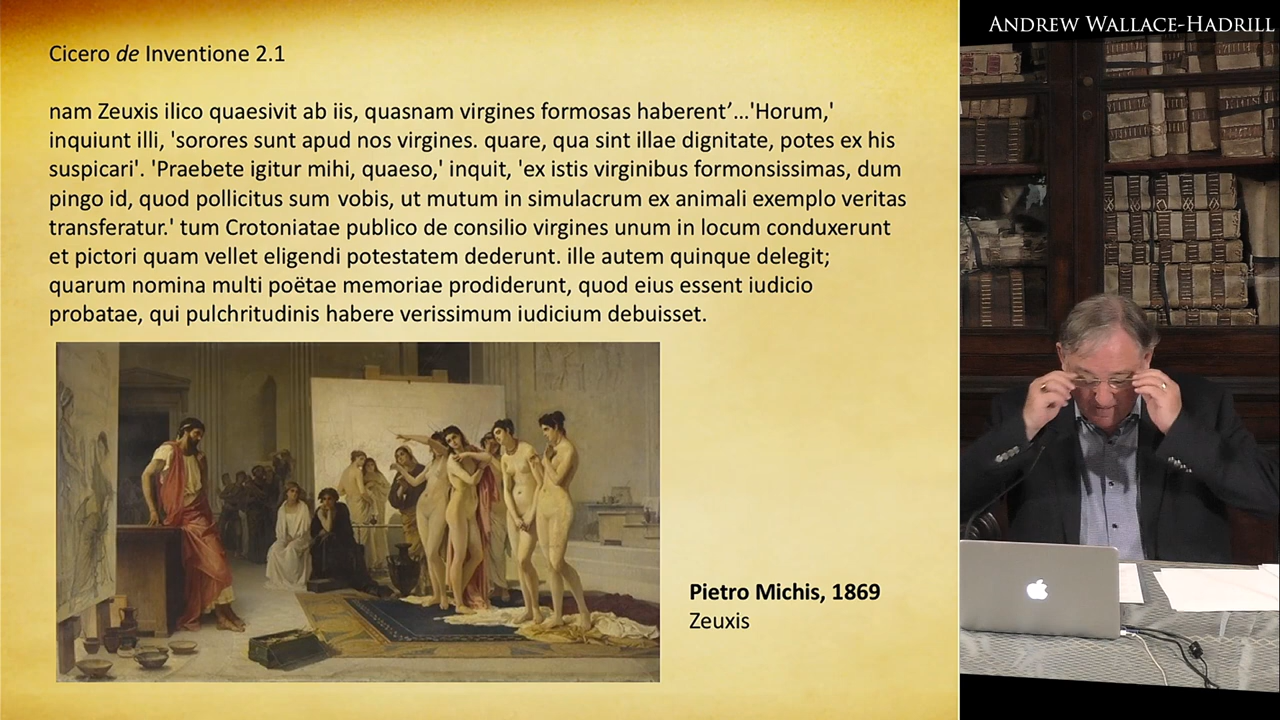 Cicero de Inventione 2.1
nam Zeuxis ilico quaesivit ab iis, quasnam virgines formosas haberent’…'Horum,'
inquiunt illi, 'sorores sunt apud nos virgines. quare, qua sint illae dignitate, potes ex his
suspicari'. 'Praebete igitur mihi, quaeso,' inquit, 'ex istis virginibus formonsissimas, dum
pingo id, quod pollicitus sum vobis, ut mutum in simulacrum ex animali exemplo veritas
transferatur.' tum Crotoniatae publico de consilio virgines unum in locum conduxerunt
et pictori quam vellet eligendi potestatem dederunt. ille autem quinque delegit;
quarum nomina multi poëtae memoriae prodiderunt, quod eius essent iudicio
probatae, qui pulchritudinis habere verissimum iudicium debuisset.
Pietro Michis, 1869
Zeuxis
ANDREW WALLACE-HADRILL